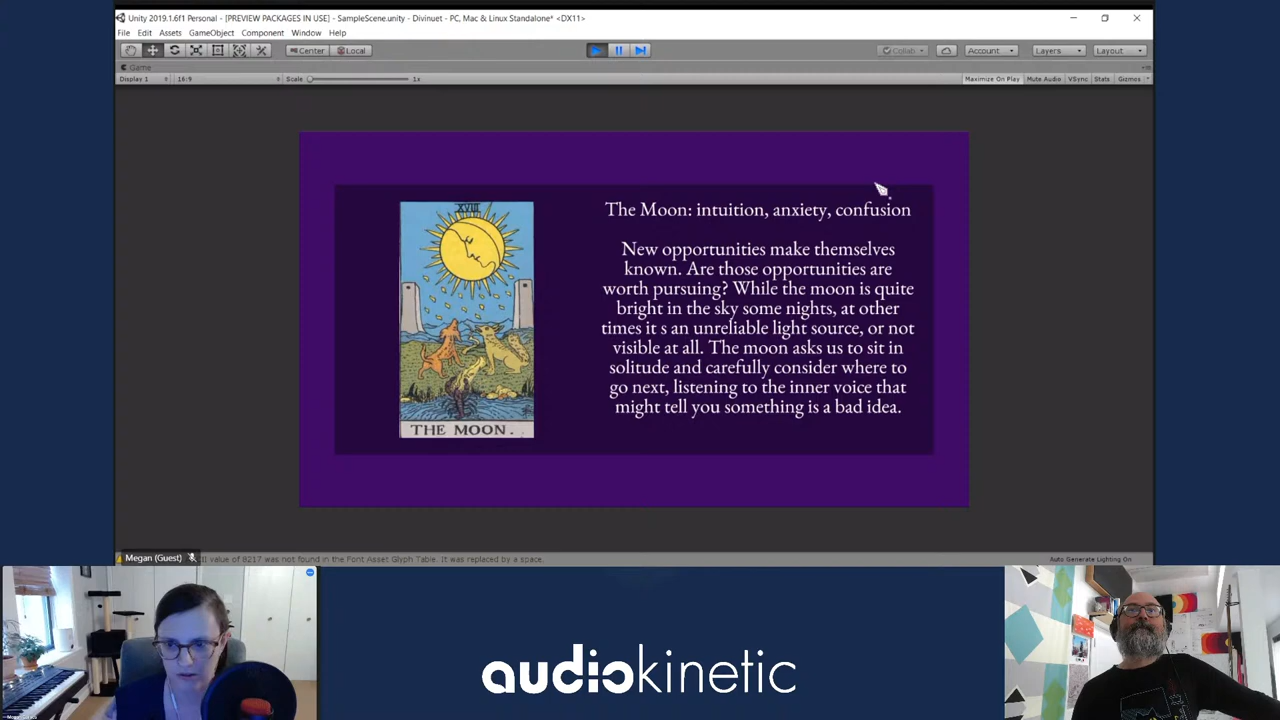 Unity 2019.1.6f1 Personal - [PREVIEW PACKAGES IN USE] - SampleScene.unity - Divinuet - PC, Mac & Linux Standalone* <DX11>
File Edit Assets GameObject Component Window Help
Center Local Collab Account Layers Layout
Game
Display 1 16:9 Scale 1x Maximize On Play Mute Audio VSync Stats Gizmos
XVIII
THE MOON.
The Moon: intuition, anxiety, confusion
New opportunities make themselves
known. Are those opportunities are
worth pursuing? While the moon is quite
bright in the sky some nights, at other
times it s an unreliable light source, or not
visible at all. The moon asks us to sit in
solitude and carefully consider where to
go next, listening to the inner voice that
might tell you something is a bad idea.
Megan (Guest)
value of 8217 was not found in the Font Asset Glyph Table. It was replaced by a space.
Auto Generate Lighting On
audiokinetic